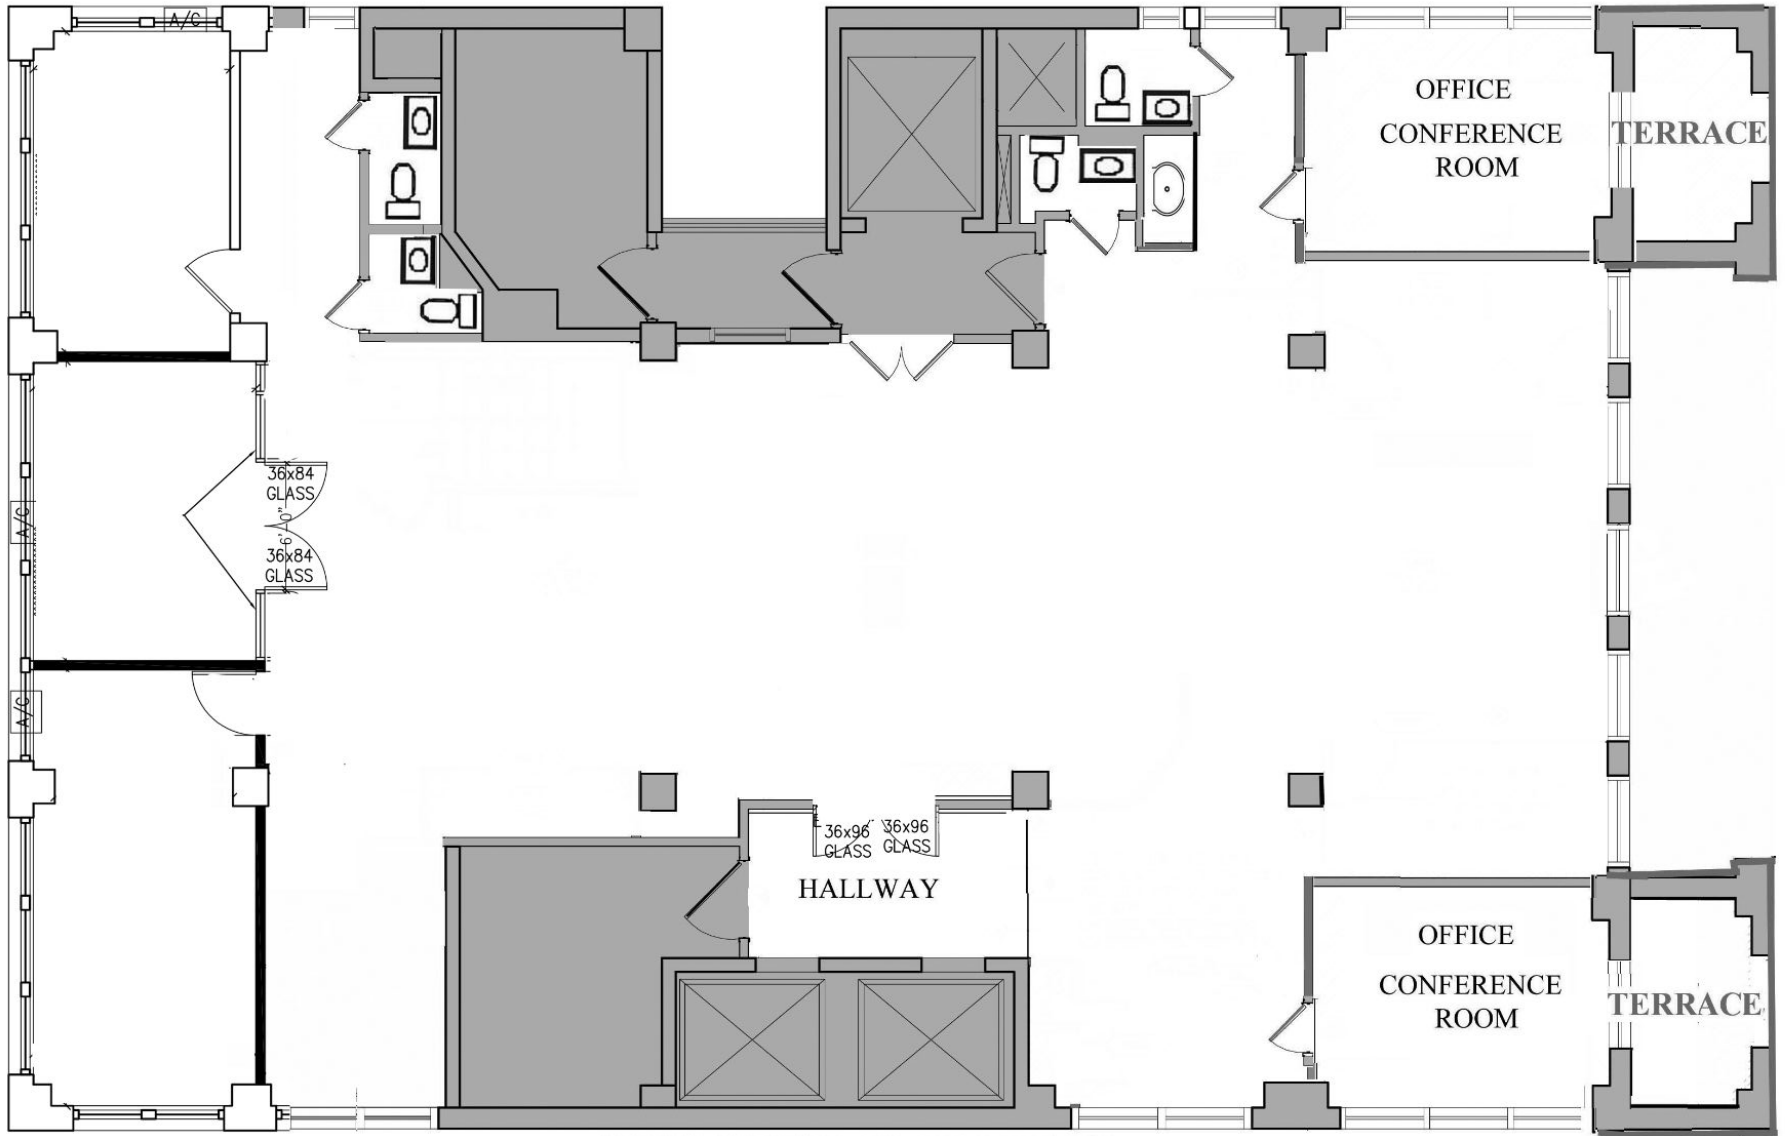 A/C
OFFICE
CONFERENCE
ROOM
TERRACE
36x84
GLASS
6'-0"
36x84
GLASS
A/C
A/C
36x96
GLASS
36x96
GLASS
HALLWAY
OFFICE
CONFERENCE
ROOM
TERRACE